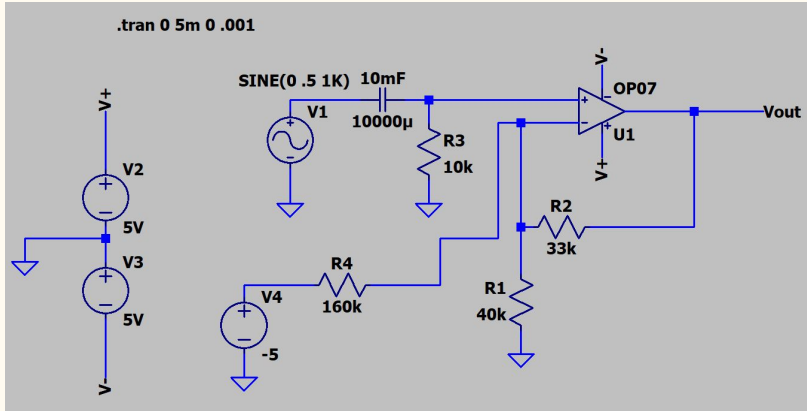 .tran 0 5m 0 .001
SINE(0 .5 1K)
10mF
V-
OP07
V+
V1
10000µ
+
-
U1
Vout
R3
10k
V+
V2
5V
R2
33k
V3
5V
R4
160k
V4
-5
R1
40k
V-